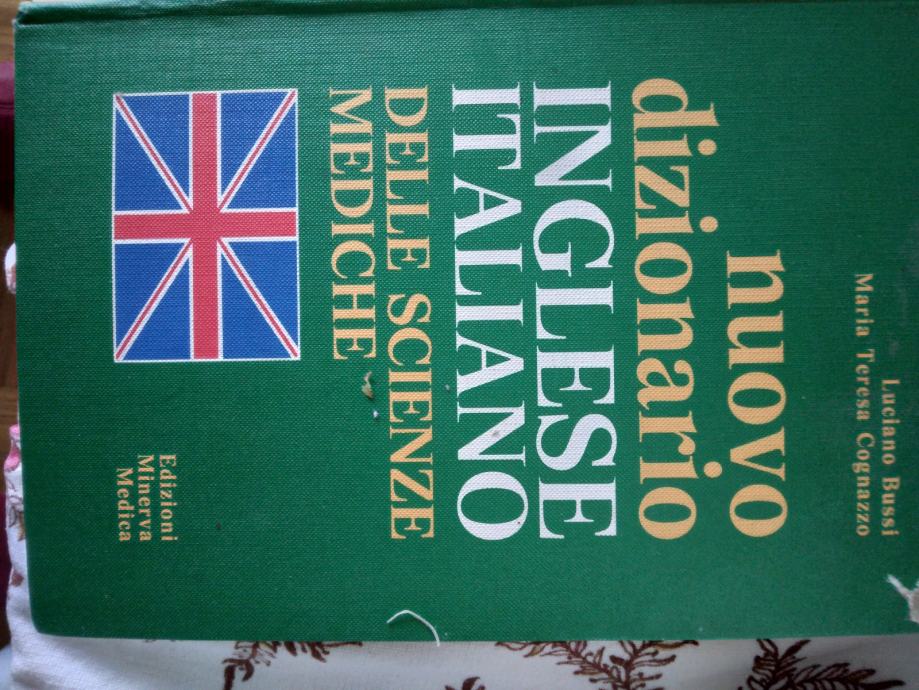 Luciano Bussi
Maria Teresa Cognazzo
nuovo
dizionario
INGLESE
ITALIANO
DELLE SCIENZE
MEDICHE
Edizioni
Minerva
Medica